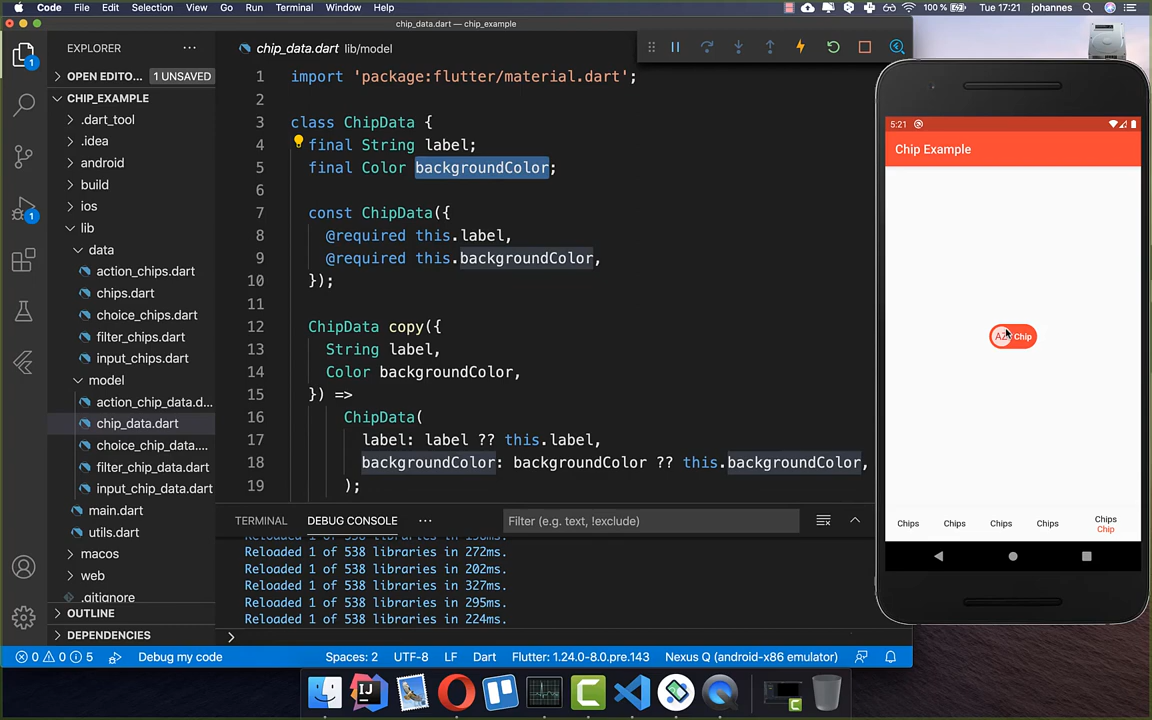 Code File Edit Selection View Go Run Terminal Window Help
100 % Tue 17:21 johannes
chip_data.dart — chip_example
EXPLORER
OPEN EDITO... 1 UNSAVED
CHIP_EXAMPLE
.dart_tool
.idea
android
build
ios
lib
data
action_chips.dart
chips.dart
choice_chips.dart
filter_chips.dart
input_chips.dart
model
action_chip_data.d...
chip_data.dart
choice_chip_data....
filter_chip_data.dart
input_chip_data.dart
main.dart
utils.dart
macos
web
.gitignore
OUTLINE
DEPENDENCIES
1
1
chip_data.dart lib/model
1 import 'package:flutter/material.dart';
2
3 class ChipData {
4 final String label;
5 final Color backgroundColor;
6
7 const ChipData({
8 @required this.label,
9 @required this.backgroundColor,
10 });
11
12 ChipData copy({
13 String label,
14 Color backgroundColor,
15 }) =>
16 ChipData(
17 label: label ?? this.label,
18 backgroundColor: backgroundColor ?? this.backgroundColor,
19 );
TERMINAL DEBUG CONSOLE ... Filter (e.g. text, !exclude)
Reloaded 1 of 538 libraries in 272ms.
Reloaded 1 of 538 libraries in 202ms.
Reloaded 1 of 538 libraries in 327ms.
Reloaded 1 of 538 libraries in 295ms.
Reloaded 1 of 538 libraries in 224ms.
0 0 5 Debug my code Spaces: 2 UTF-8 LF Dart Flutter: 1.24.0-8.0.pre.143 Nexus Q (android-x86 emulator)
5:21
Chip Example
AZ Chip
Chips Chips Chips Chips Chips
Chip